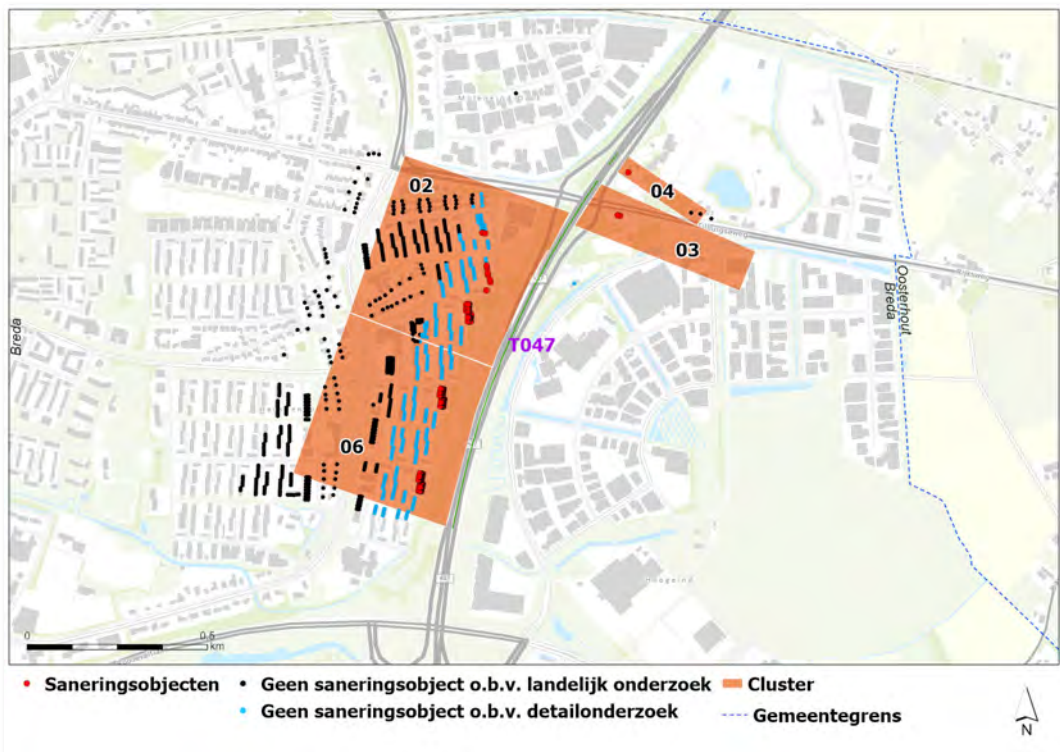 02
04
03
Breda
Oosterhout
Breda
T047
06
0
0.5
km
Saneringsobjecten
Geen saneringsobject o.b.v. landelijk onderzoek
Cluster
Geen saneringsobject o.b.v. detailonderzoek
Gemeentegrens
N